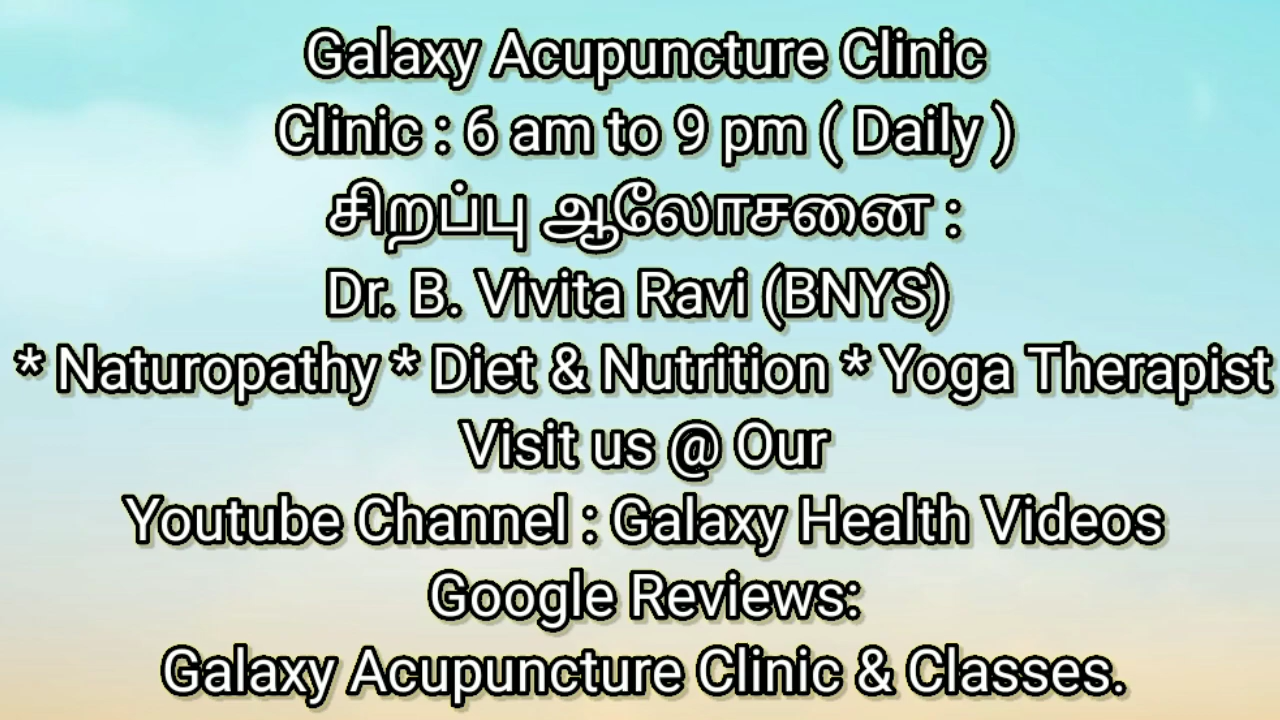 Galaxy Acupuncture Clinic
Clinic : 6 am to 9 pm ( Daily )
சிறப்பு ஆலோசனை :
Dr. B. Vivita Ravi (BNYS)
* Naturopathy * Diet & Nutrition * Yoga Therapist
Visit us @ Our
Youtube Channel : Galaxy Health Videos
Google Reviews:
Galaxy Acupuncture Clinic & Classes.